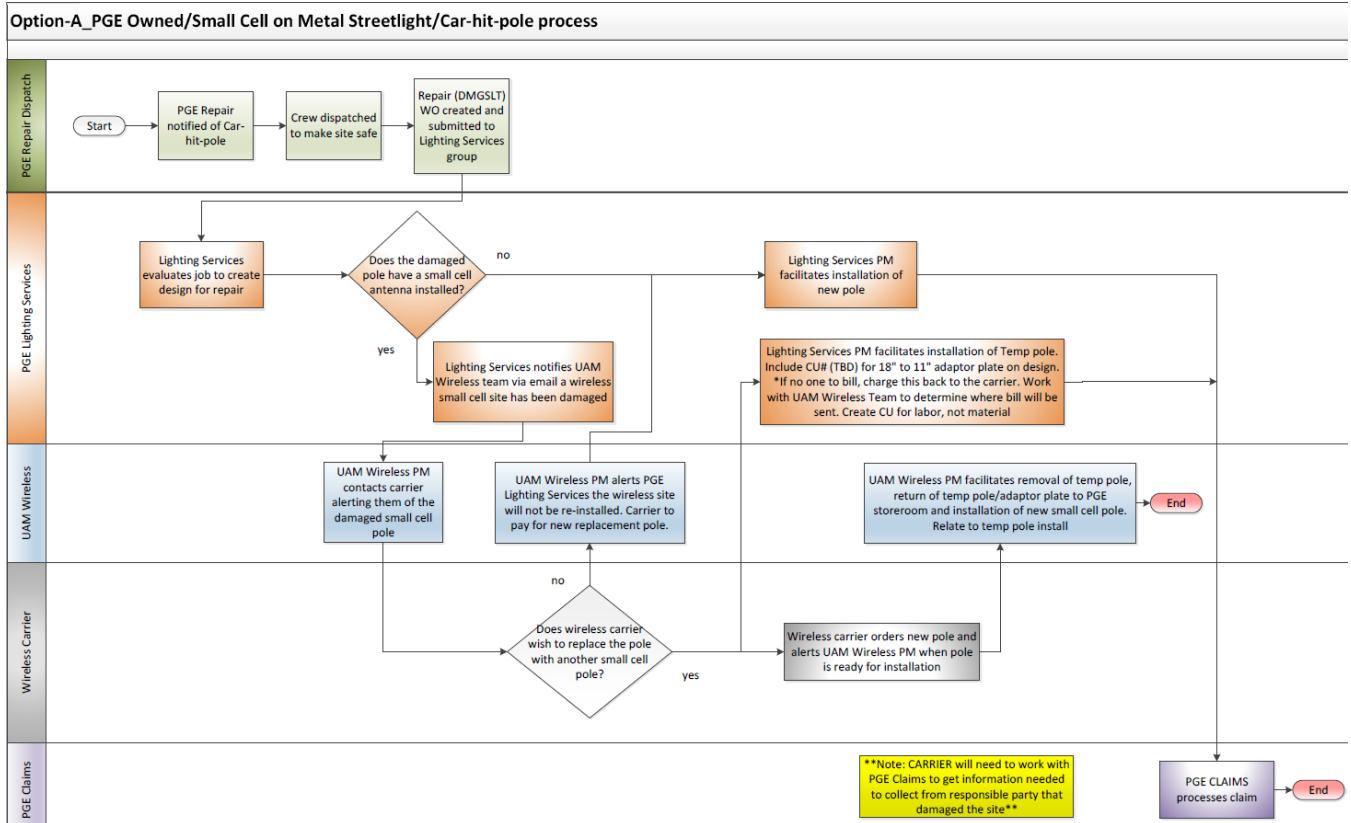 Option-A_PGE Owned/Small Cell on Metal Streetlight/Car-hit-pole process
PGE Repair Dispatch
Start
PGE Repair
notified of Car-
hit-pole
Crew dispatched
to make site safe
Repair (DMGSLT)
WO created and
submitted to
Lighting Services
group
PGE Lighting Services
Lighting Services
evaluates job to create
design for repair
Does the damaged
pole have a small cell
antenna installed?
no
yes
Lighting Services PM
facilitates installation of
new pole
Lighting Services notifies UAM
Wireless team via email a wireless
small cell site has been damaged
Lighting Services PM facilitates installation of Temp pole.
Include CU# (TBD) for 18" to 11" adaptor plate on design.
*If no one to bill, charge this back to the carrier. Work
with UAM Wireless Team to determine where bill will be
sent. Create CU for labor, not material
UAM Wireless
UAM Wireless PM
contacts carrier
alerting them of the
damaged small cell
pole
UAM Wireless PM alerts PGE
Lighting Services the wireless site
will not be re-installed. Carrier to
pay for new replacement pole.
UAM Wireless PM facilitates removal of temp pole,
return of temp pole/adaptor plate to PGE
storeroom and installation of new small cell pole.
Relate to temp pole install
End
Wireless Carrier
no
Does wireless carrier
wish to replace the pole
with another small cell
pole?
yes
Wireless carrier orders new pole and
alerts UAM Wireless PM when pole
is ready for installation
PGE Claims
**Note: CARRIER will need to work with
PGE Claims to get information needed
to collect from responsible party that
damaged the site**
PGE CLAIMS
processes claim
End